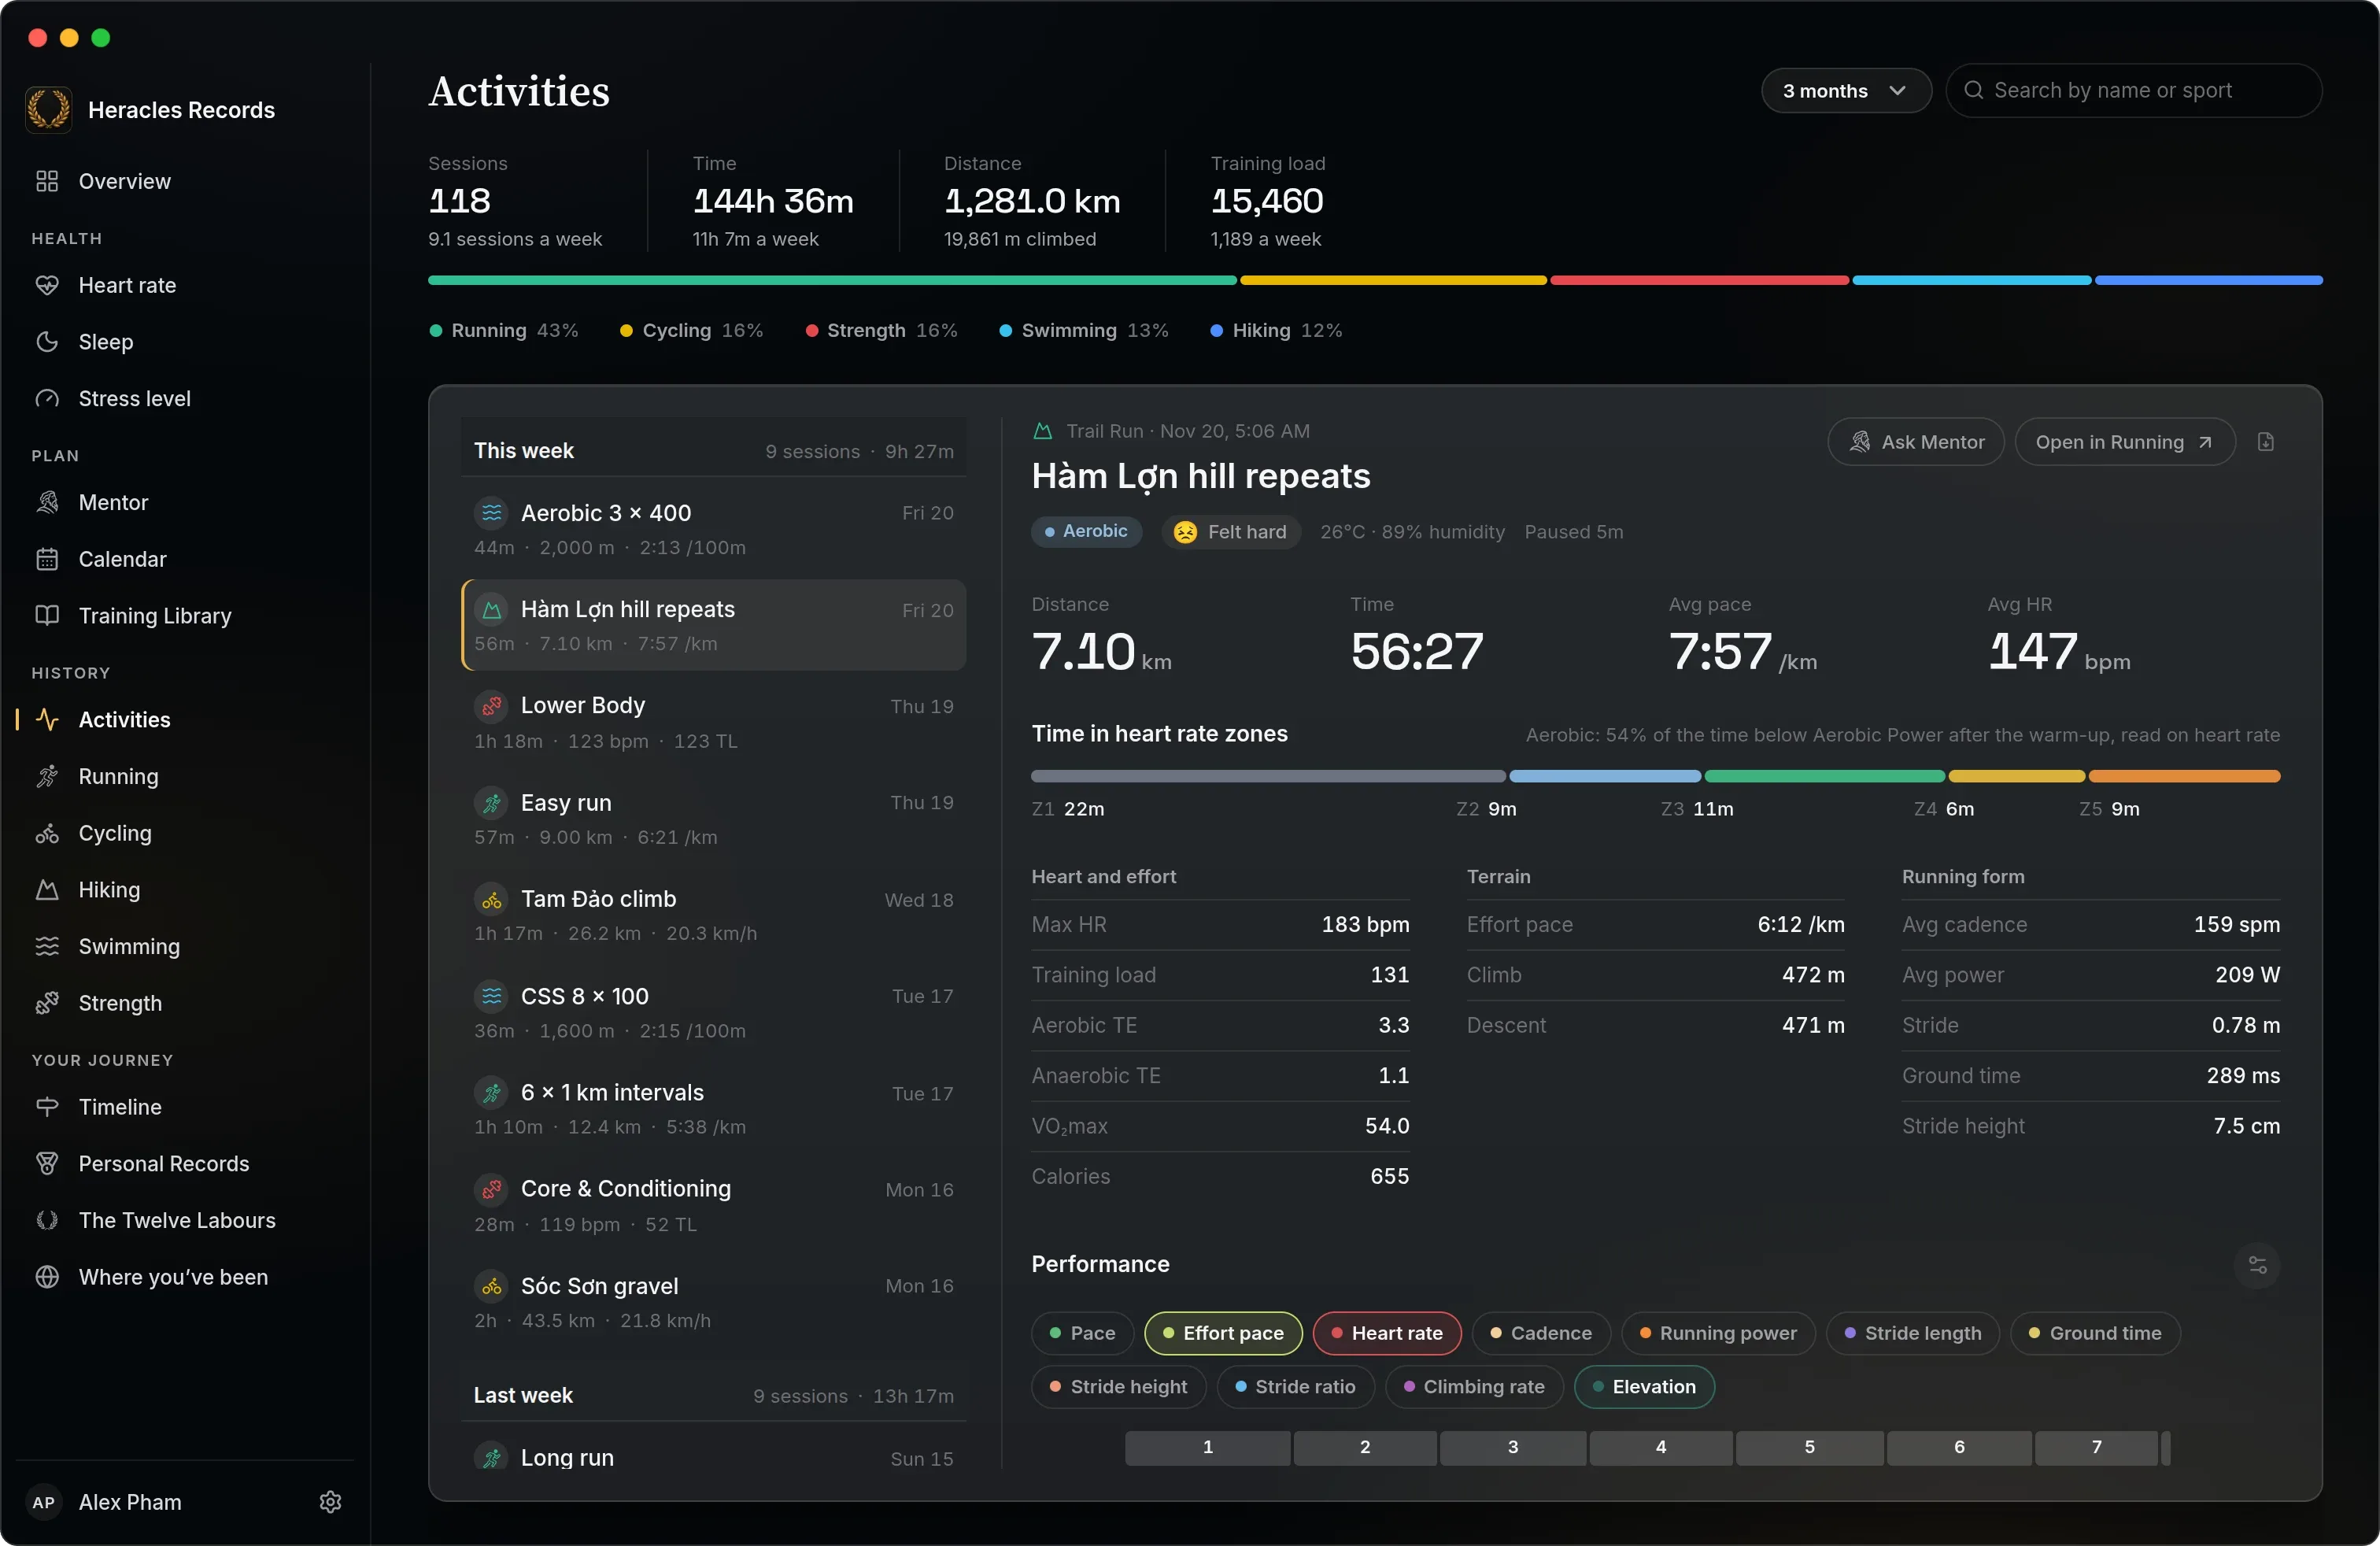 Heracles Records
Overview
HEALTH
Heart rate
Sleep
Stress level
PLAN
Mentor
Calendar
Training Library
HISTORY
Activities
Running
Cycling
Hiking
Swimming
Strength
YOUR JOURNEY
Timeline
Personal Records
The Twelve Labours
Where you’ve been
AP Alex Pham
Activities
3 months
Search by name or sport
Sessions
118
9.1 sessions a week
Time
144h 36m
11h 7m a week
Distance
1,281.0 km
19,861 m climbed
Training load
15,460
1,189 a week
Running 43% Cycling 16% Strength 16% Swimming 13% Hiking 12%
This week 9 sessions · 9h 27m
Aerobic 3 × 400 Fri 20
44m · 2,000 m · 2:13 /100m
Hàm Lợn hill repeats Fri 20
56m · 7.10 km · 7:57 /km
Lower Body Thu 19
1h 18m · 123 bpm · 123 TL
Easy run Thu 19
57m · 9.00 km · 6:21 /km
Tam Đảo climb Wed 18
1h 17m · 26.2 km · 20.3 km/h
CSS 8 × 100 Tue 17
36m · 1,600 m · 2:15 /100m
6 × 1 km intervals Tue 17
1h 10m · 12.4 km · 5:38 /km
Core & Conditioning Mon 16
28m · 119 bpm · 52 TL
Sóc Sơn gravel Mon 16
2h · 43.5 km · 21.8 km/h
Last week 9 sessions · 13h 17m
Long run Sun 15
Trail Run · Nov 20, 5:06 AM
Ask Mentor
Open in Running
Hàm Lợn hill repeats
Aerobic Felt hard 26°C · 89% humidity Paused 5m
Distance
7.10 km
Time
56:27
Avg pace
7:57 /km
Avg HR
147 bpm
Time in heart rate zones
Aerobic: 54% of the time below Aerobic Power after the warm-up, read on heart rate
Z1 22m Z2 9m Z3 11m Z4 6m Z5 9m
Heart and effort
Max HR 183 bpm
Training load 131
Aerobic TE 3.3
Anaerobic TE 1.1
VO₂max 54.0
Calories 655
Terrain
Effort pace 6:12 /km
Climb 472 m
Descent 471 m
Running form
Avg cadence 159 spm
Avg power 209 W
Stride 0.78 m
Ground time 289 ms
Stride height 7.5 cm
Performance
Pace Effort pace Heart rate Cadence Running power Stride length Ground time
Stride height Stride ratio Climbing rate Elevation
1 2 3 4 5 6 7